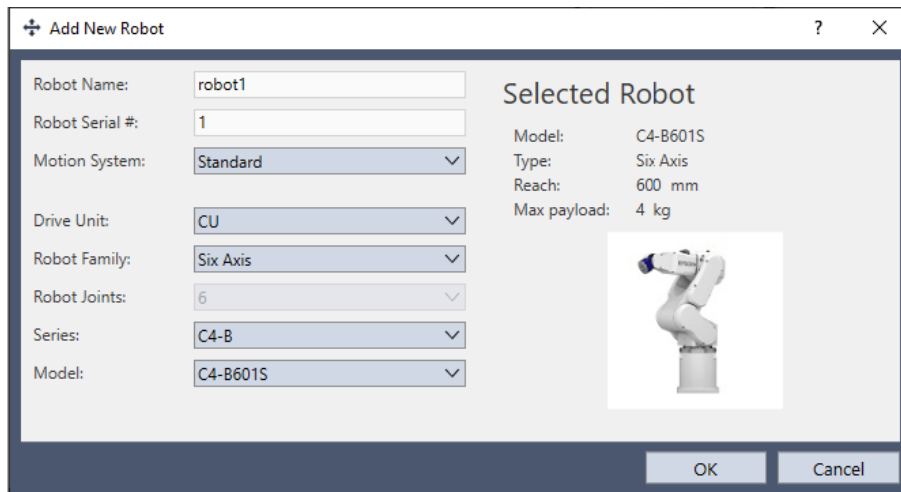 Add New Robot ?
Robot Name: robot1
Robot Serial #: 1
Motion System: Standard
Drive Unit: CU
Robot Family: Six Axis
Robot Joints: 6
Series: C4-B
Model: C4-B601S
Selected Robot
Model: C4-B601S
Type: Six Axis
Reach: 600 mm
Max payload: 4 kg
OK Cancel